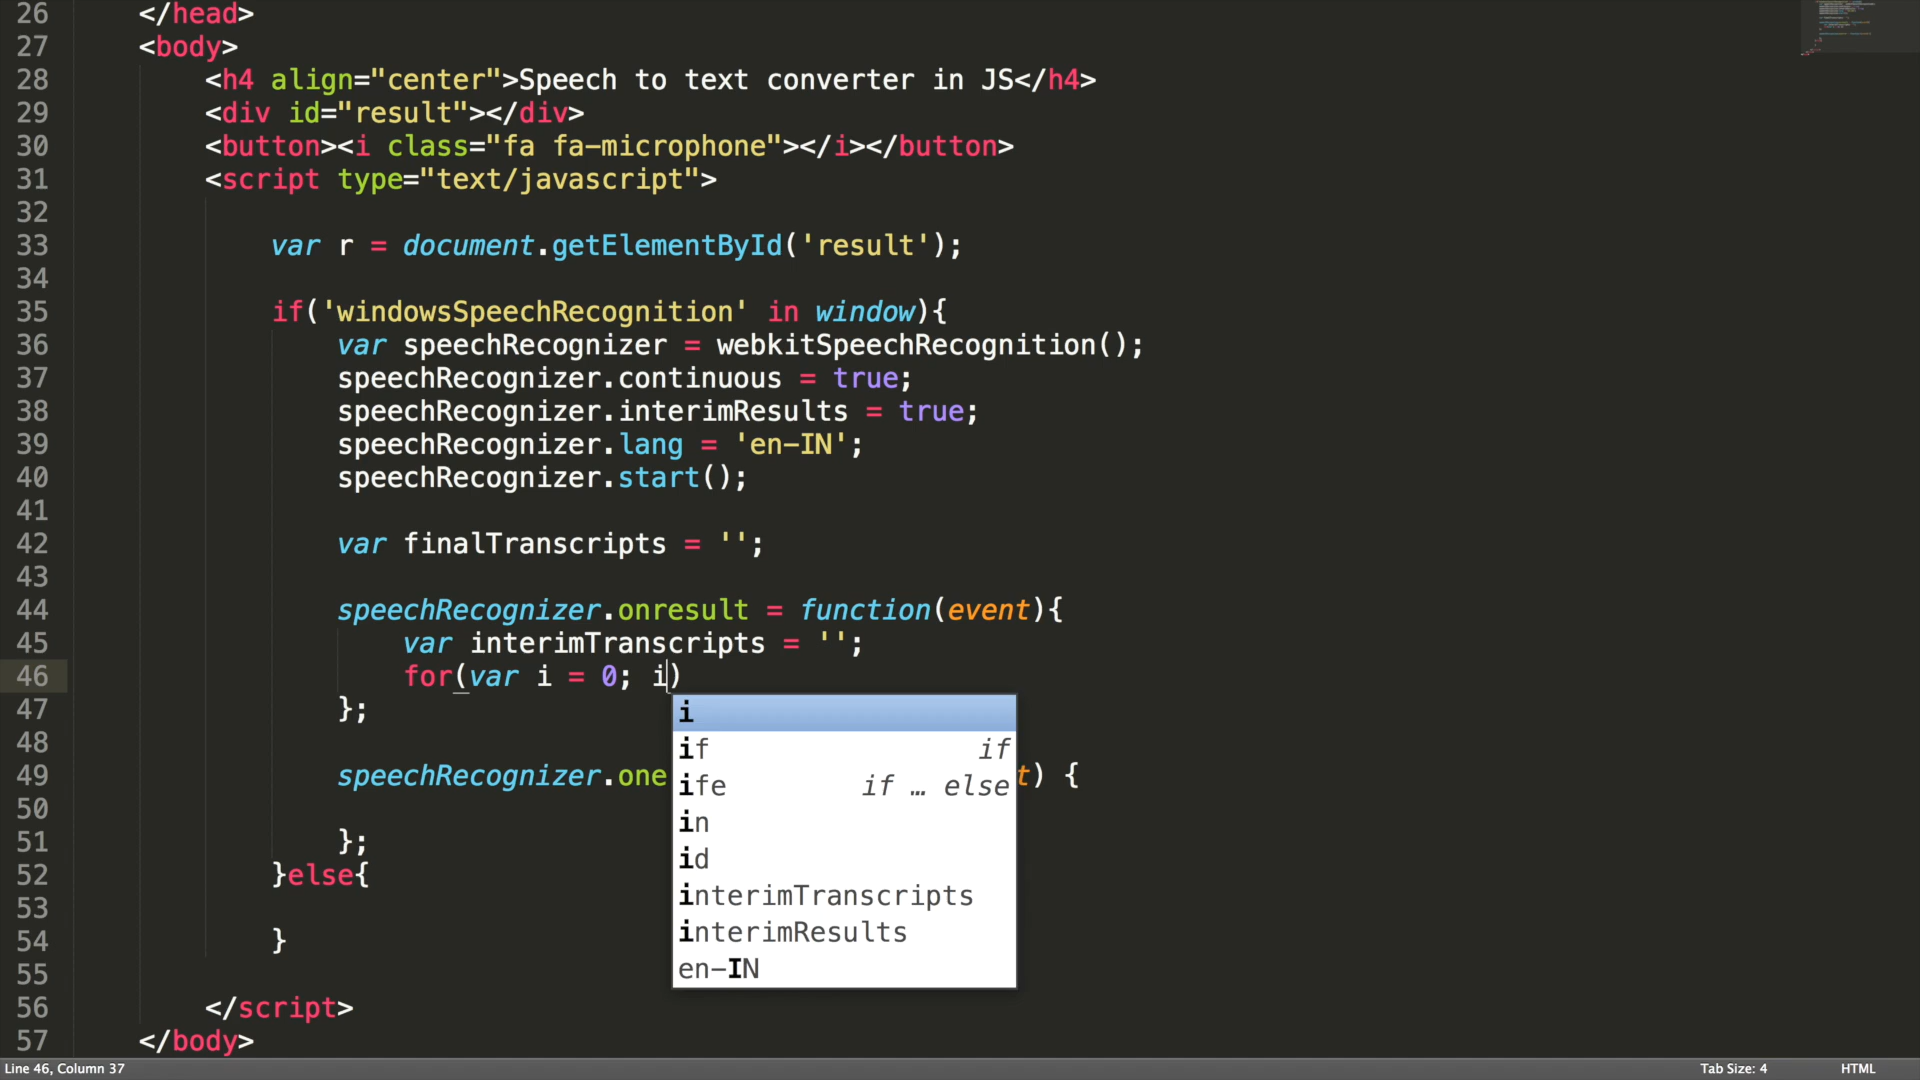 26 </head>
27 <body>
28 <h4 align="center">Speech to text converter in JS</h4>
29 <div id="result"></div>
30 <button><i class="fa fa-microphone"></i></button>
31 <script type="text/javascript">
32
33 var r = document.getElementById('result');
34
35 if('windowsSpeechRecognition' in window){
36 var speechRecognizer = webkitSpeechRecognition();
37 speechRecognizer.continuous = true;
38 speechRecognizer.interimResults = true;
39 speechRecognizer.lang = 'en-IN';
40 speechRecognizer.start();
41
42 var finalTranscripts = '';
43
44 speechRecognizer.onresult = function(event){
45 var interimTranscripts = '';
46 for(var i = 0; i)
47 };
i
48
if if
49 speechRecognizer.one t) {
ife if … else
50
in
51 };
id
52 }else{
interimTranscripts
53
interimResults
54 }
en-IN
55
56 </script>
57 </body>
Line 46, Column 37 Tab Size: 4 HTML